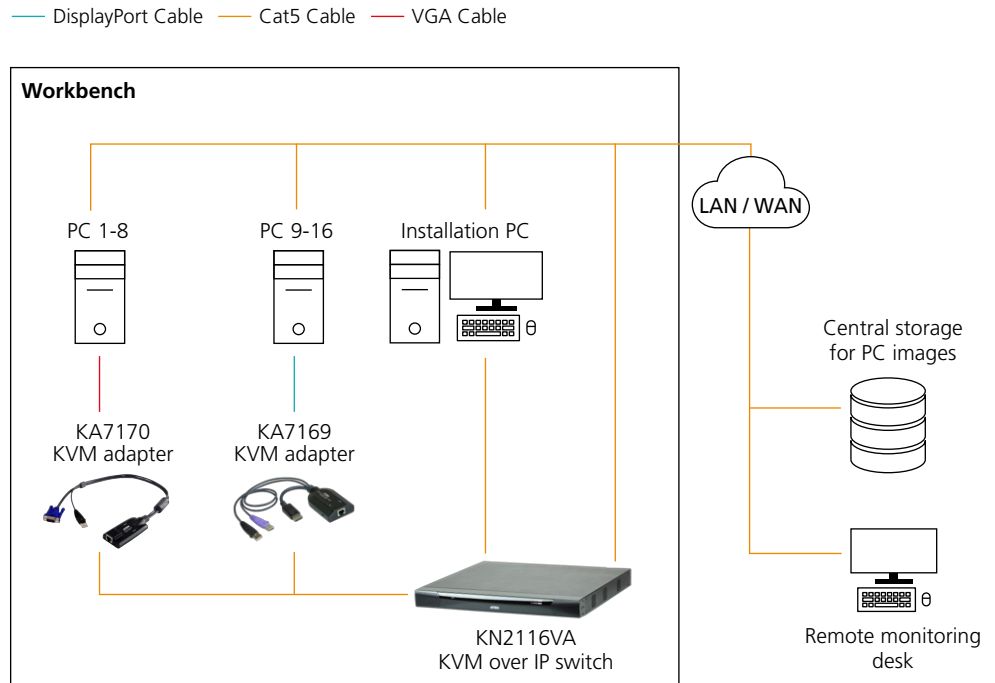 DisplayPort Cable
Cat5 Cable
VGA Cable
Workbench
LAN / WAN
PC 1-8
PC 9-16
Installation PC
Central storage
for PC images
KA7170
KVM adapter
KA7169
KVM adapter
KN2116VA
KVM over IP switch
Remote monitoring
desk